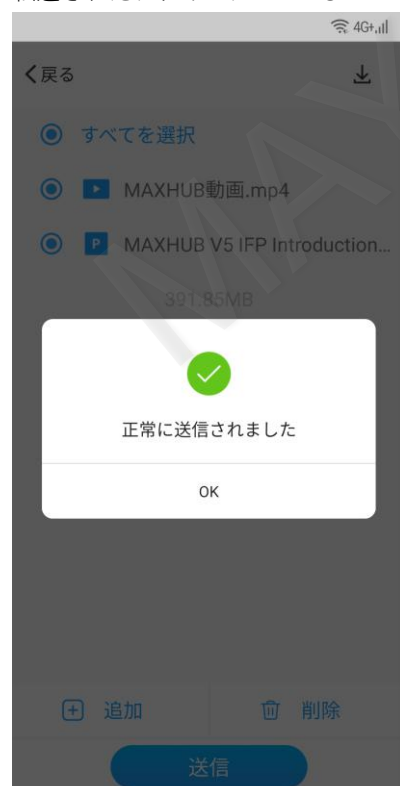 4G+
戻る
すべてを選択
MAXHUB動画.mp4
P MAXHUB V5 IFP Introduction...
391.85MB
正常に送信されました
OK
追加
削除
送信
MAX